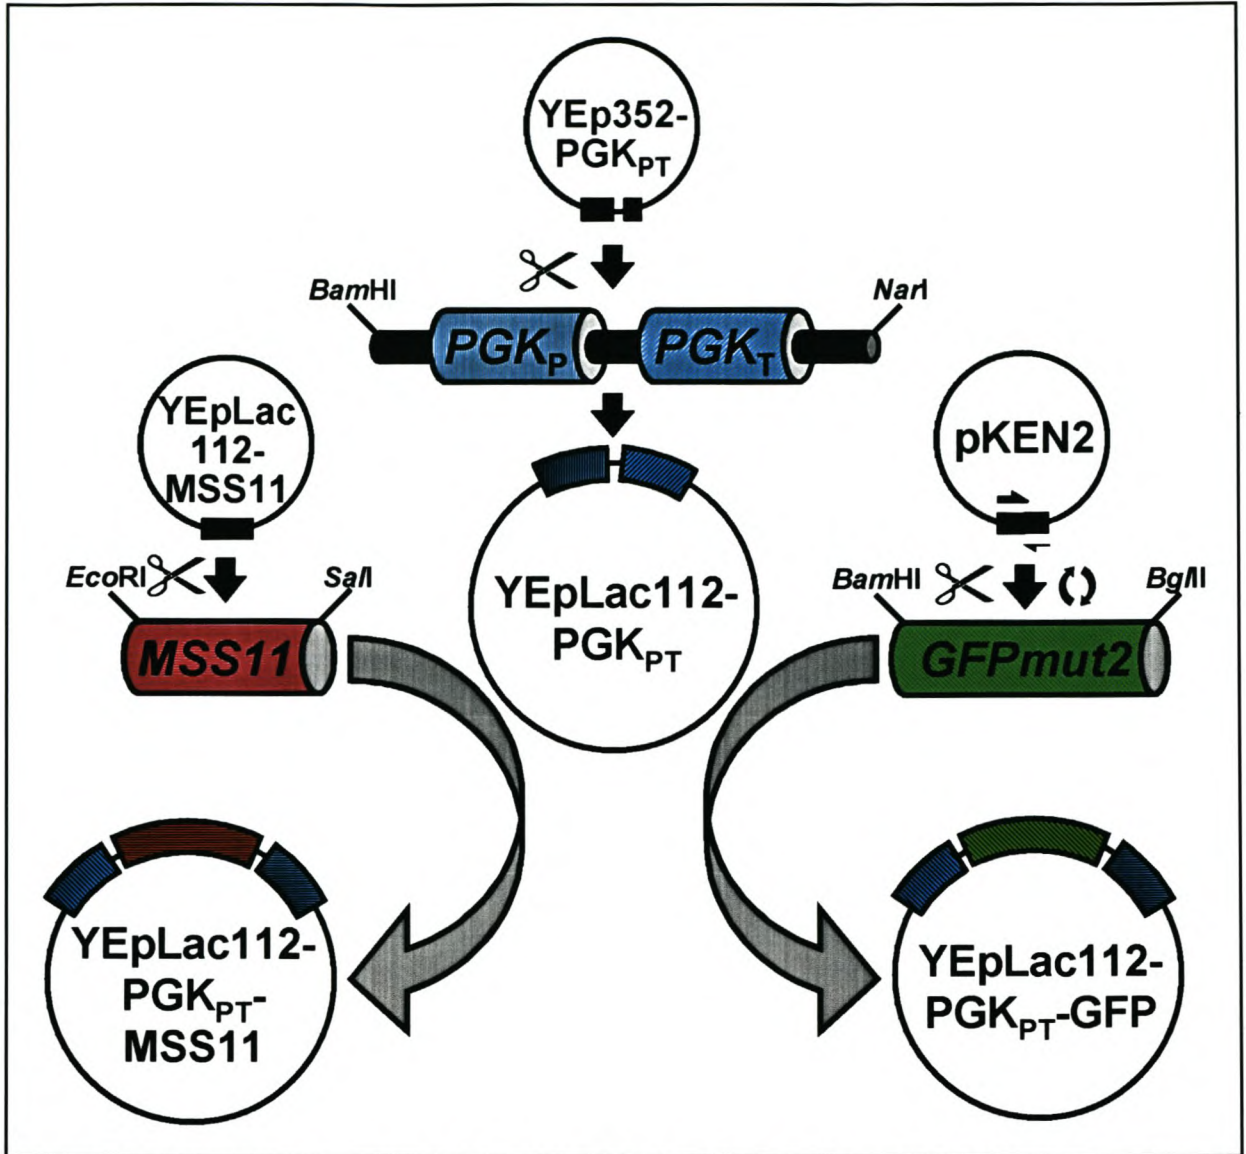 YEp352-
PGKPT
BamHI
NarI
PGKP
PGKT
YEpLac
112-
MSS11
pKEN2
EcoRI
SalI
MSS11
YEpLac112-
PGKPT
BamHI
BglII
GFPmut2
YEpLac112-
PGKPT-
MSS11
YEpLac112-
PGKPT-GFP